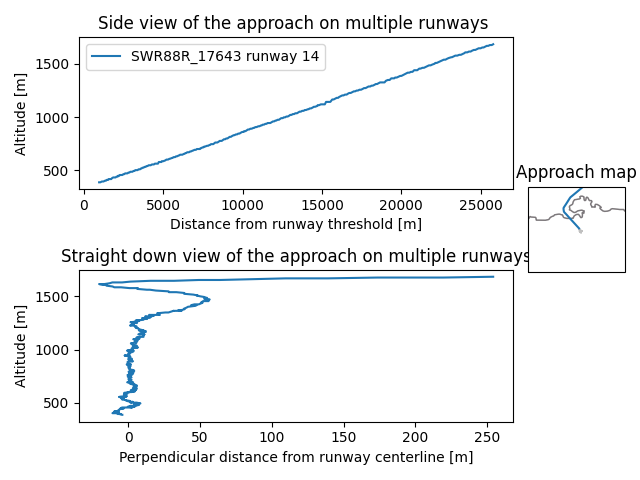 Side view of the approach on multiple runways
Altitude [m]
1500
1000
500
SWR88R_17643 runway 14
0 5000 10000 15000 20000 25000
Distance from runway threshold [m]
Approach map
Straight down view of the approach on multiple runways
Altitude [m]
1500
1000
500
0 50 100 150 200 250
Perpendicular distance from runway centerline [m]